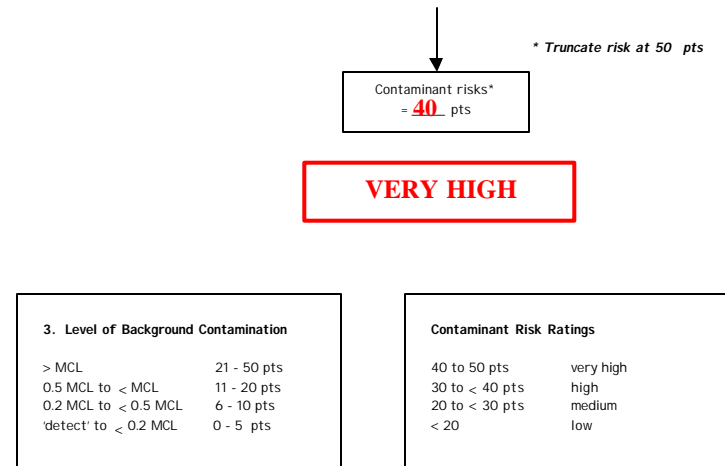 * Truncate risk at 50 pts
Contaminant risks*
= 40 pts
VERY HIGH
3. Level of Background Contamination
> MCL 21 - 50 pts
0.5 MCL to < MCL 11 - 20 pts
0.2 MCL to < 0.5 MCL 6 - 10 pts
'detect' to < 0.2 MCL 0 - 5 pts
Contaminant Risk Ratings
40 to 50 pts very high
30 to < 40 pts high
20 to < 30 pts medium
< 20 low